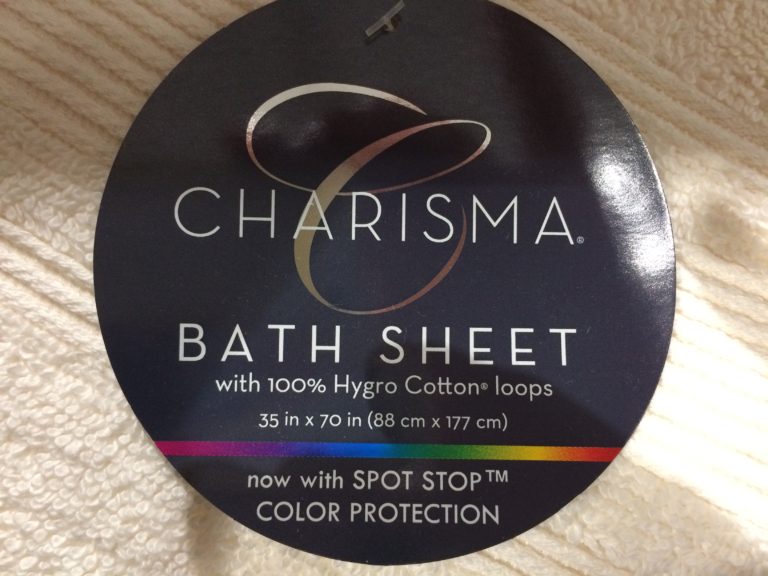 CHARISMA®
BATH SHEET
with 100% Hygro Cotton® loops
35 in x 70 in (88 cm x 177 cm)
now with SPOT STOP™
COLOR PROTECTION